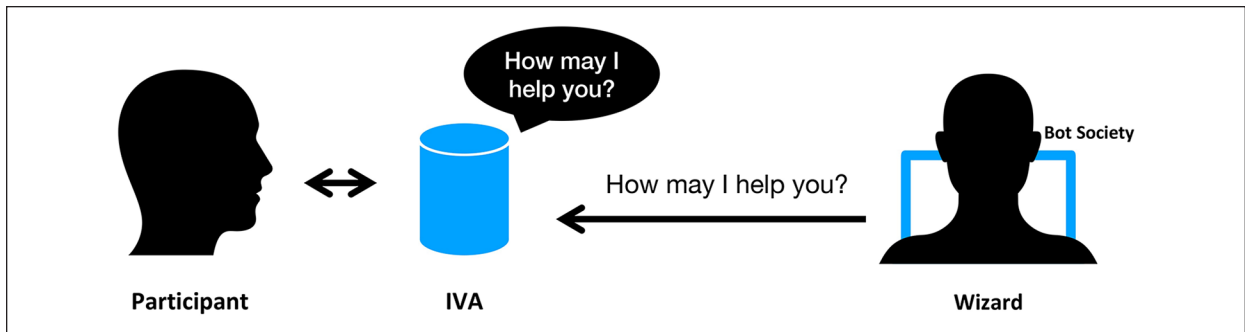 How may I
help you?
Bot Society
How may I help you?
Participant
IVA
Wizard